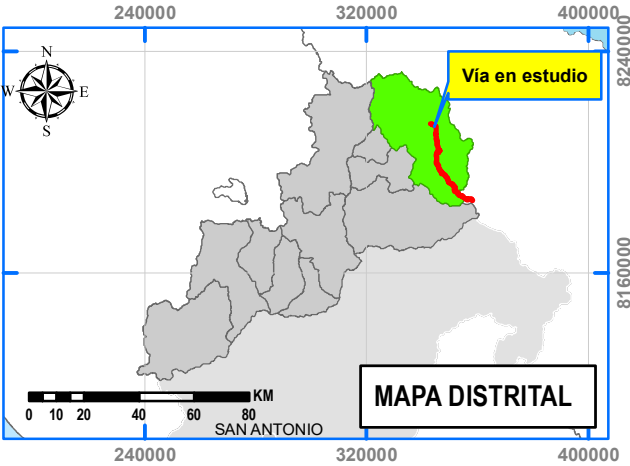 240000 320000 400000
8240000
N
Vía en estudio
W E
S
8160000
KM
0 10 20 40 60 80
MAPA DISTRITAL
SAN ANTONIO
240000 320000 400000